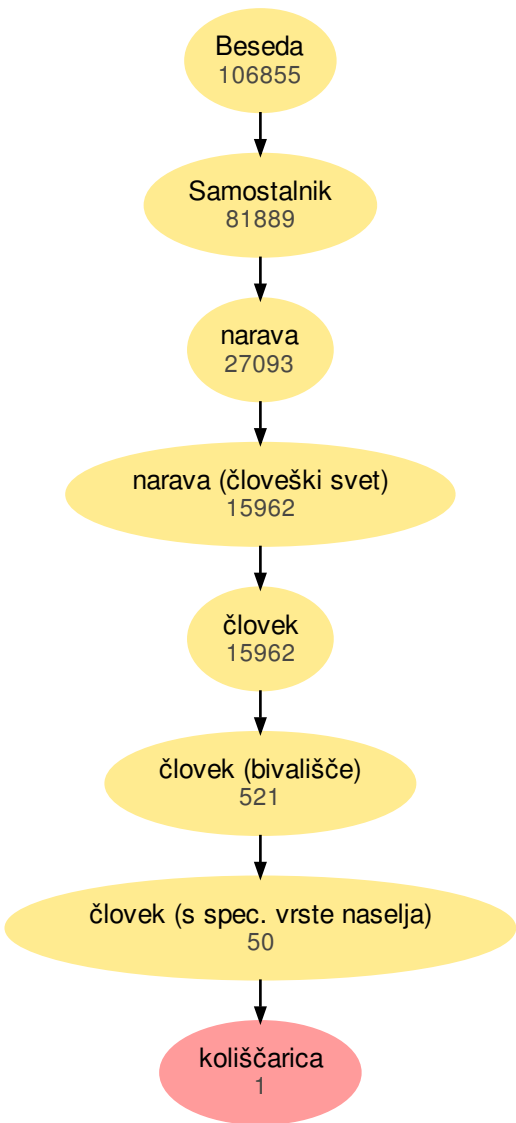 Beseda
106855
Samostalnik
81889
narava
27093
narava (človeški svet)
15962
človek
15962
človek (bivališče)
521
človek (s spec. vrste naselja)
50
koliščarica
1